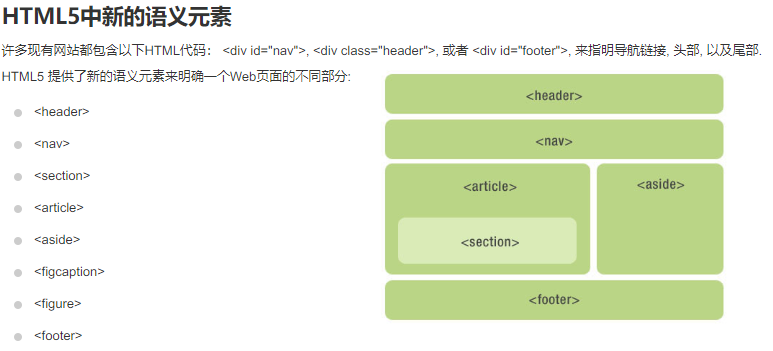 HTML5中新的语义元素
许多现有网站都包含以下HTML代码： <div id="nav">, <div class="header">, 或者 <div id="footer">, 来指明导航链接, 头部, 以及尾部.
HTML5 提供了新的语义元素来明确一个Web页面的不同部分:
<header>
<nav>
<section>
<article>
<aside>
<figcaption>
<figure>
<footer>
<header>
<nav>
<article>
<aside>
<section>
<footer>